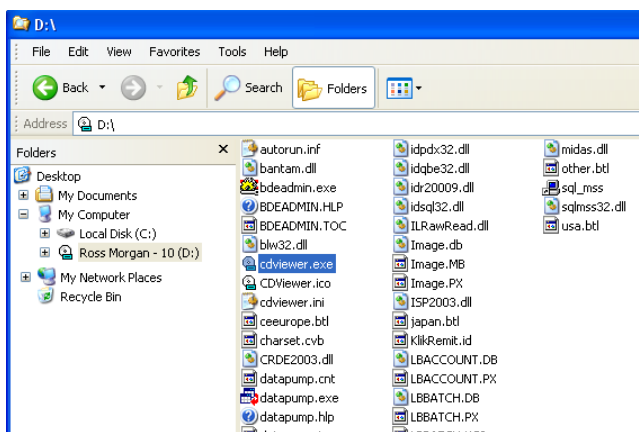 D:\
File Edit View Favorites Tools Help
Back Search Folders
Address D:\
Folders
Desktop
My Documents
My Computer
Local Disk (C:)
Ross Morgan - 10 (D:)
My Network Places
Recycle Bin
autorun.inf
bantam.dll
bdeadmin.exe
BDEADMIN.HLP
BDEADMIN.TOC
blw32.dll
cdviewer.exe
CDViewer.ico
cdviewer.ini
ceeurope.btl
charset.cvb
CRDE2003.dll
datapump.cnt
datapump.exe
datapump.hlp
idpdx32.dll
idqbe32.dll
idr20009.dll
idsql32.dll
ILRawRead.dll
Image.db
Image.MB
Image.PX
ISP2003.dll
japan.btl
KlikRemit.id
LBACCOUNT.DB
LBACCOUNT.PX
LBBATCH.DB
LBBATCH.PX
midas.dll
other.btl
sql_mss
sqlmss32.dll
usa.btl